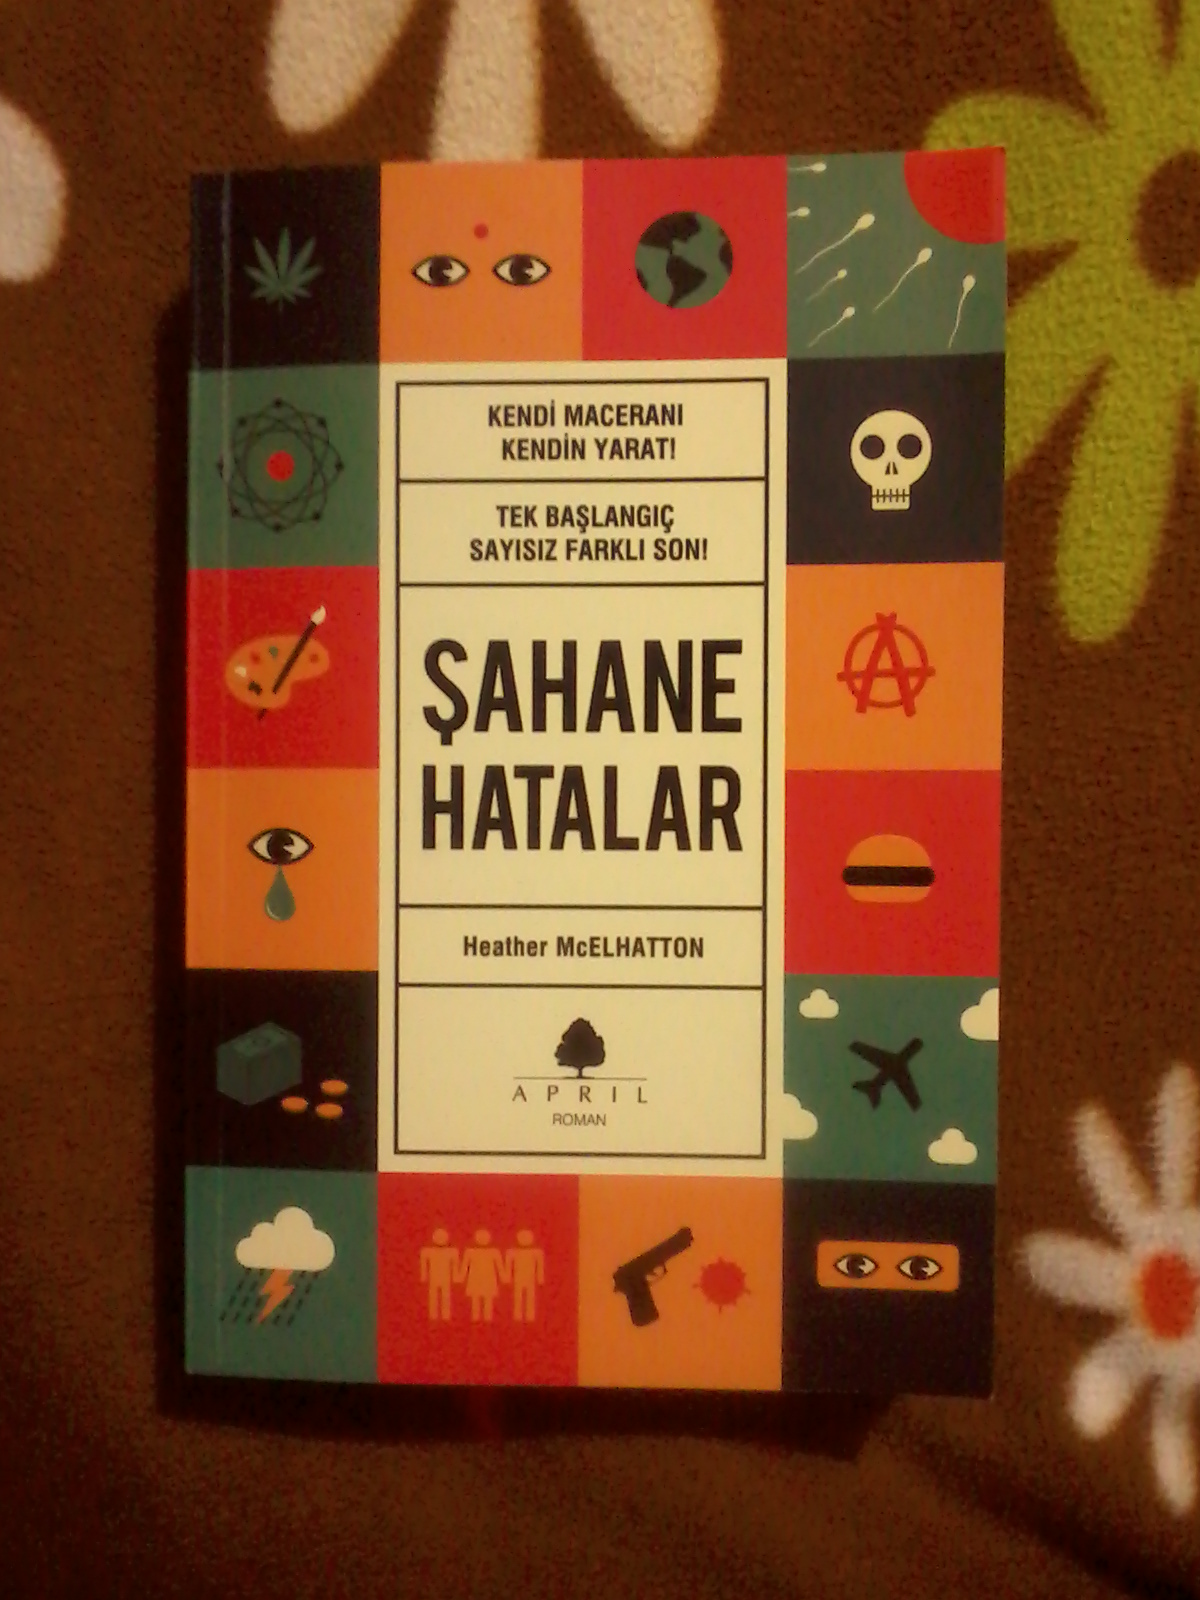 KENDİ MACERANI
KENDİN YARAT!
TEK BAŞLANGIÇ
SAYISIZ FARKLI SON!
ŞAHANE
HATALAR
Heather McELHATTON
APRIL
ROMAN